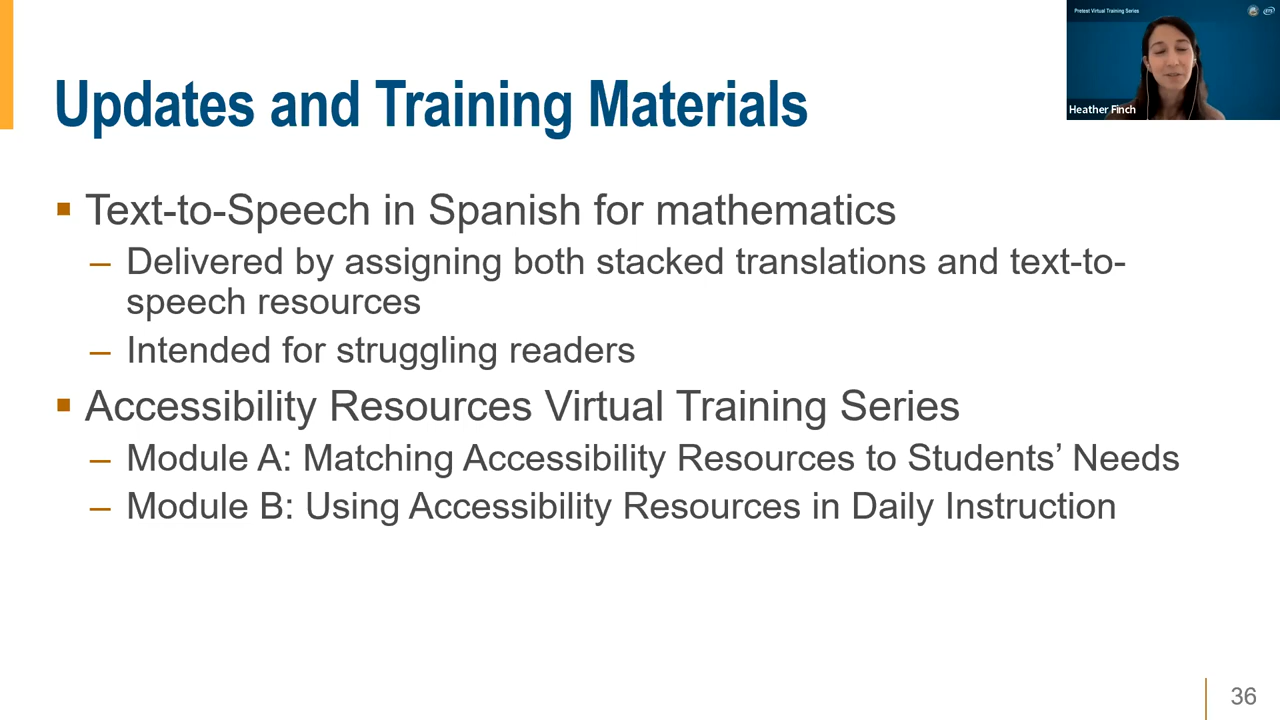 Pretest Virtual Training Series
Heather Finch
Updates and Training Materials
▪ Text-to-Speech in Spanish for mathematics
– Delivered by assigning both stacked translations and text-to-
speech resources
– Intended for struggling readers
▪ Accessibility Resources Virtual Training Series
– Module A: Matching Accessibility Resources to Students’ Needs
– Module B: Using Accessibility Resources in Daily Instruction
36